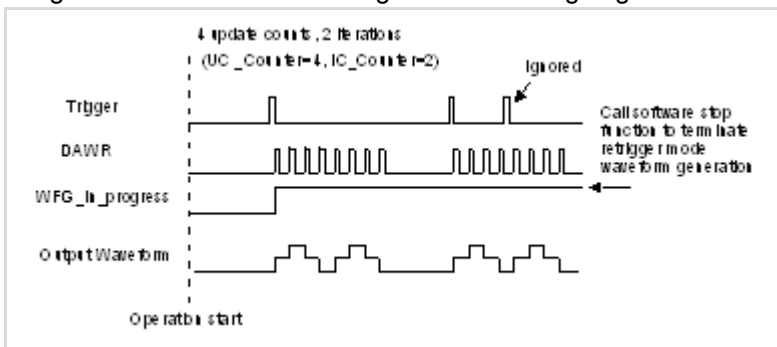 4 update counts, 2 iterations
(UC_Counter=4, IC_Counter=2)
Ignored
Trigger
Call software stop
function to terminate
retrigger mode
waveform generation
DAWR
WFG_in_progress
Output Waveform
Operation start